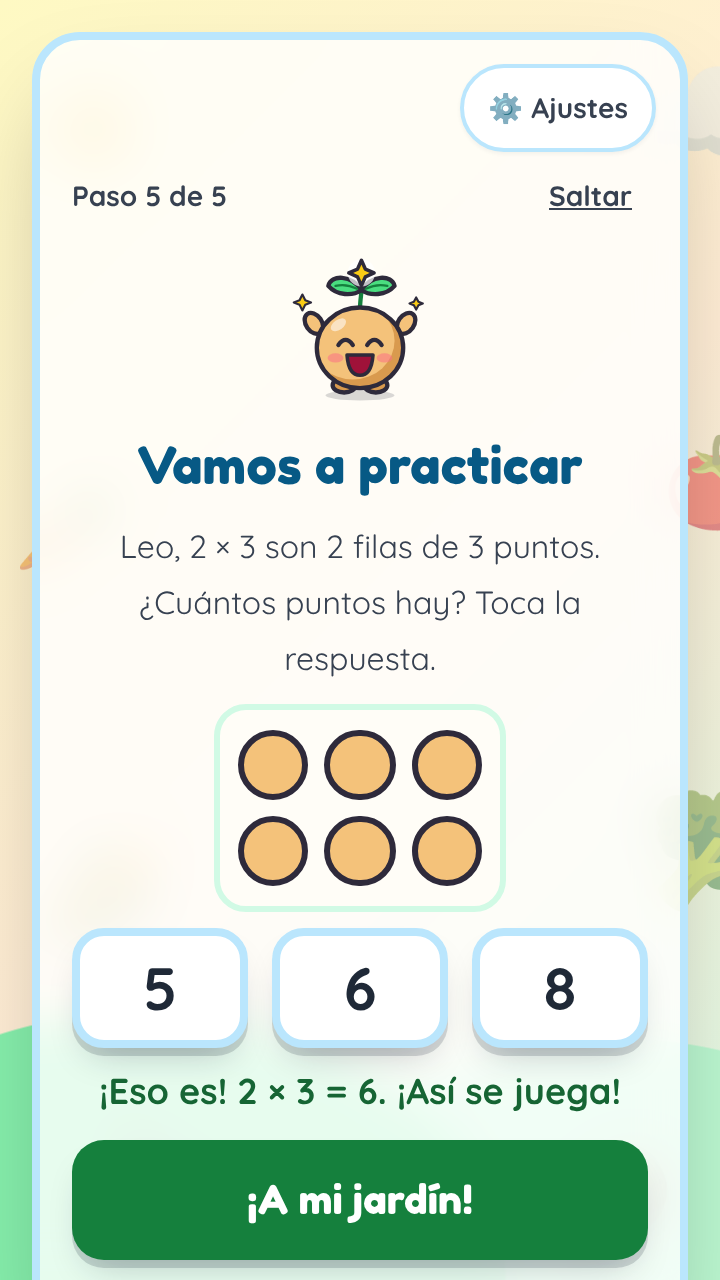 ⚙️ Ajustes
Paso 5 de 5
Saltar
Vamos a practicar
Leo, 2 × 3 son 2 filas de 3 puntos.
¿Cuántos puntos hay? Toca la
respuesta.
5
6
8
¡Eso es! 2 × 3 = 6. ¡Así se juega!
¡A mi jardín!